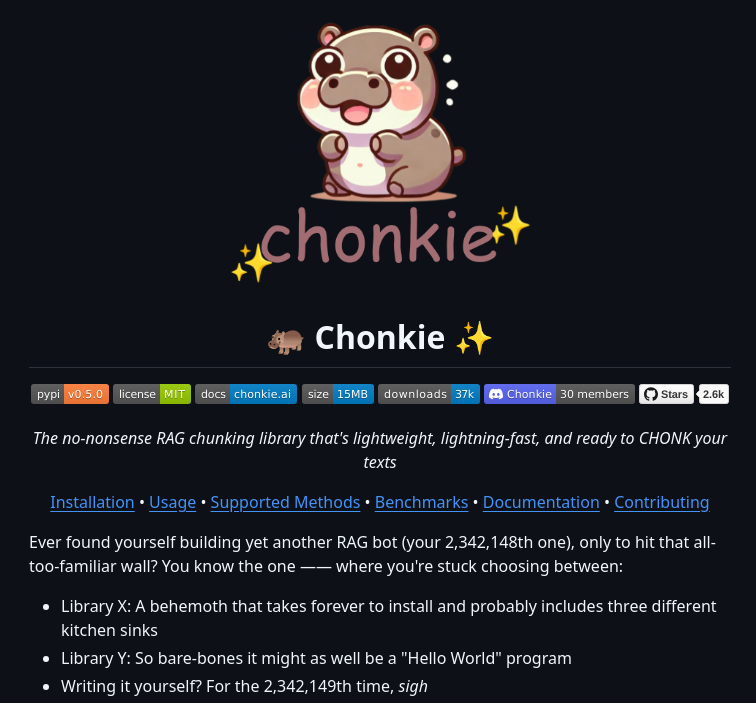 chonkie
🦛 Chonkie ✨
pypi v0.5.0 license MIT docs chonkie.ai size 15MB downloads 37k Chonkie 30 members Stars 2.6k
The no-nonsense RAG chunking library that's lightweight, lightning-fast, and ready to CHONK your
texts
Installation • Usage • Supported Methods • Benchmarks • Documentation • Contributing
Ever found yourself building yet another RAG bot (your 2,342,148th one), only to hit that all-
too-familiar wall? You know the one —— where you're stuck choosing between:
• Library X: A behemoth that takes forever to install and probably includes three different
kitchen sinks
• Library Y: So bare-bones it might as well be a "Hello World" program
• Writing it yourself? For the 2,342,149th time, sigh